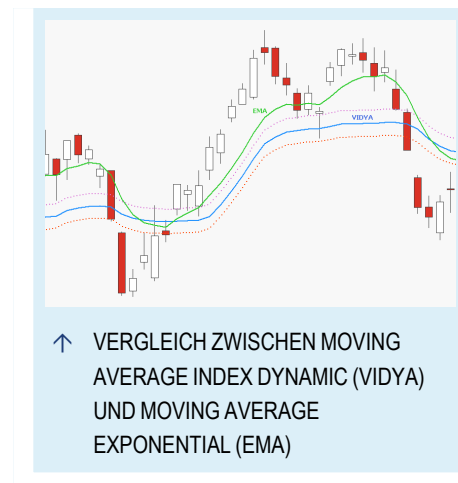 EMA
VIDYA
↑ VERGLEICH ZWISCHEN MOVING
AVERAGE INDEX DYNAMIC (VIDYA)
UND MOVING AVERAGE
EXPONENTIAL (EMA)